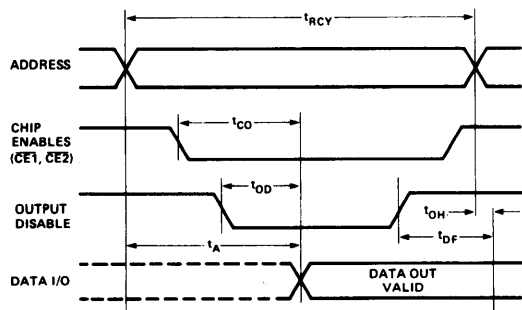 tRCY
ADDRESS
tCO
CHIP
ENABLES
(CE1, CE2)
tOD
OUTPUT
DISABLE
tOH
tDF
tA
DATA I/O
DATA OUT
VALID